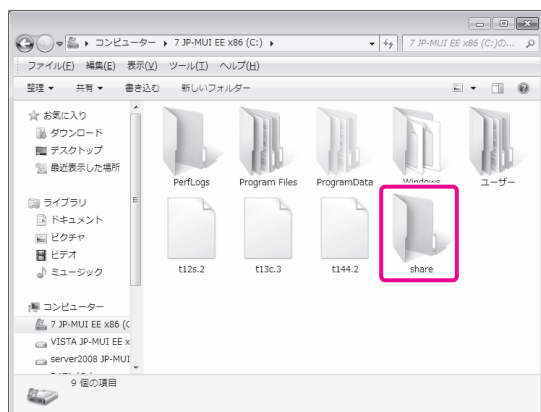 コンピューター ▸ 7 JP-MUI EE x86 (C:) ▸
7 JP-MUI EE x86 (C:)の...
ファイル(F) 編集(E) 表示(V) ツール(T) ヘルプ(H)
整理 ▼ 共有 ▼ 書き込む 新しいフォルダー
お気に入り
ダウンロード
デスクトップ
最近表示した場所
ライブラリ
ドキュメント
ピクチャ
ビデオ
ミュージック
コンピューター
7 JP-MUI EE x86 (C
VISTA JP-MUI EE x
server2008 JP-MUI
PerfLogs
Program Files
ProgramData
Windows
ユーザー
t12s.2
t13c.3
t144.2
share
9 個の項目